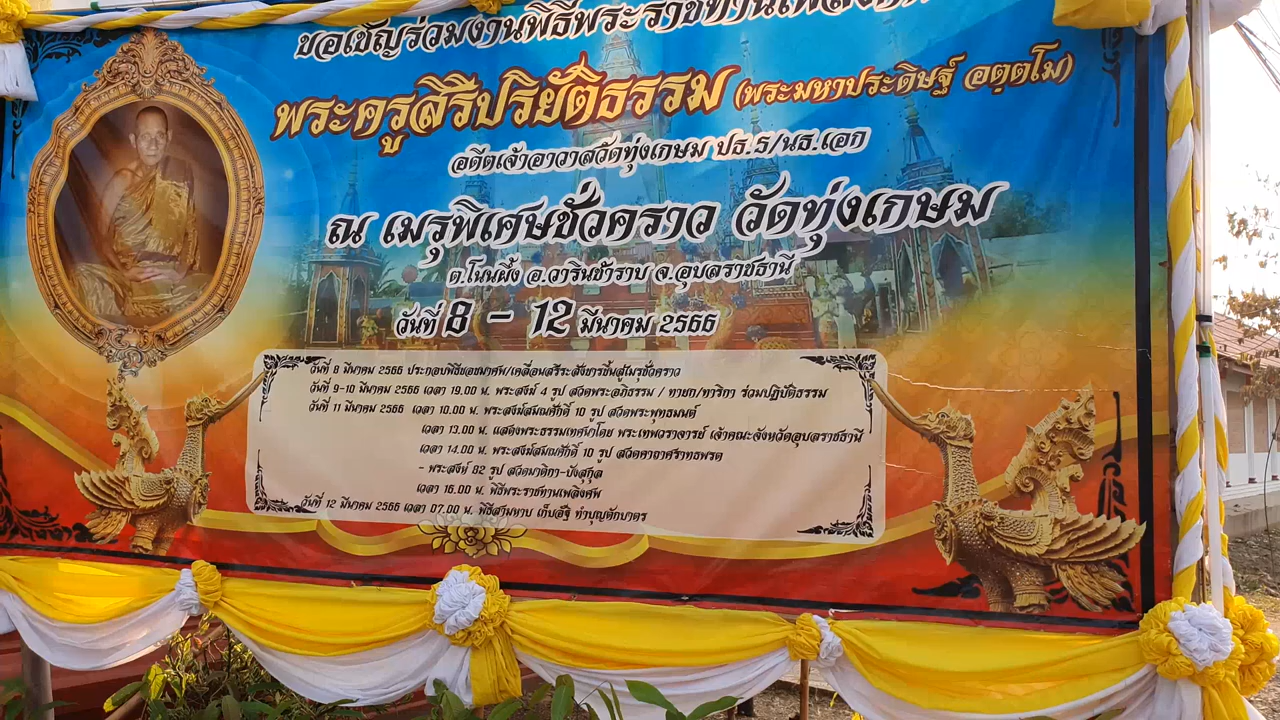 ขอเชิญร่วมงานพิธีพระราชทานเพลิงศพ
พระครูสิริปริยัติธรรม (พระมหาประดิษฐ์ อตฺตโม)
อดีตเจ้าอาวาสวัดทุ่งเกษม ปธ.5/นธ.เอก
ณ เมรุพิเศษชั่วคราว วัดทุ่งเกษม
ต.โนนผึ้ง อ.วารินชำราบ จ.อุบลราชธานี
วันที่ 8 - 12 มีนาคม 2566
วันที่ 8 มีนาคม 2566 ประกอบพิธีขอขมาศพ/เคลื่อนสรีระสังขารขึ้นสู่เมรุชั่วคราว
วันที่ 9-10 มีนาคม 2566 เวลา 19.00 น. พระสงฆ์ 4 รูป สวดพระอภิธรรม / ทายก/ทาริกา ร่วมปฏิบัติธรรม
วันที่ 11 มีนาคม 2566 เวลา 10.00 น. พระสงฆ์สมณศักดิ์ 10 รูป สวดพระพุทธมนต์
เวลา 13.00 น. แสดงพระธรรมเทศนาโดย พระเทพวราจารย์ เจ้าคณะจังหวัดอุบลราชธานี
เวลา 14.00 น. พระสงฆ์สมณศักดิ์ 10 รูป สวดคาถาศราทธพรต
- พระสงฆ์ 82 รูป สวดมาติกา-บังสุกุล
เวลา 16.00 น. พิธีพระราชทานเพลิงศพ
วันที่ 12 มีนาคม 2566 เวลา 07.00 น. พิธีสามหาบ เก็บอัฐิ ทำบุญตักบาตร